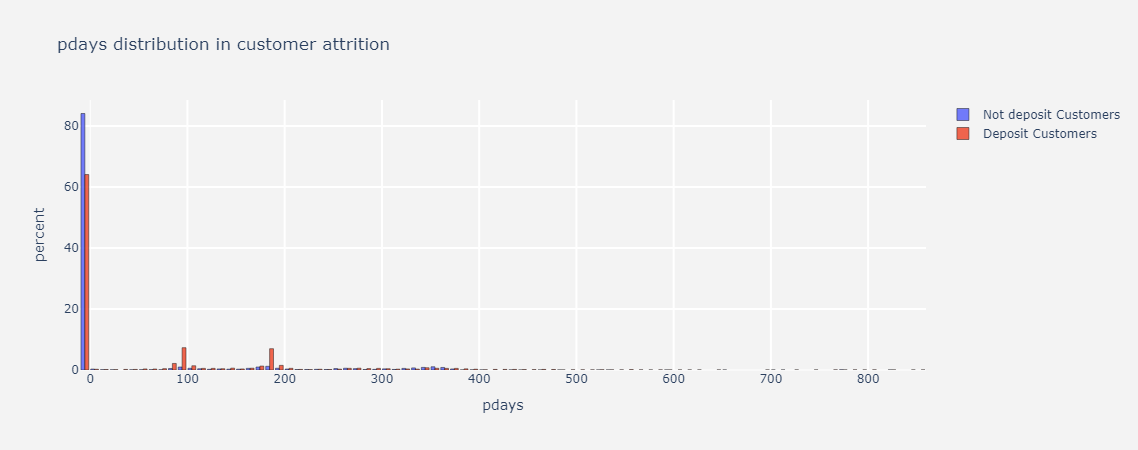 pdays distribution in customer attrition
Not deposit Customers
Deposit Customers
percent
80
60
40
20
0
0 100 200 300 400 500 600 700 800
pdays